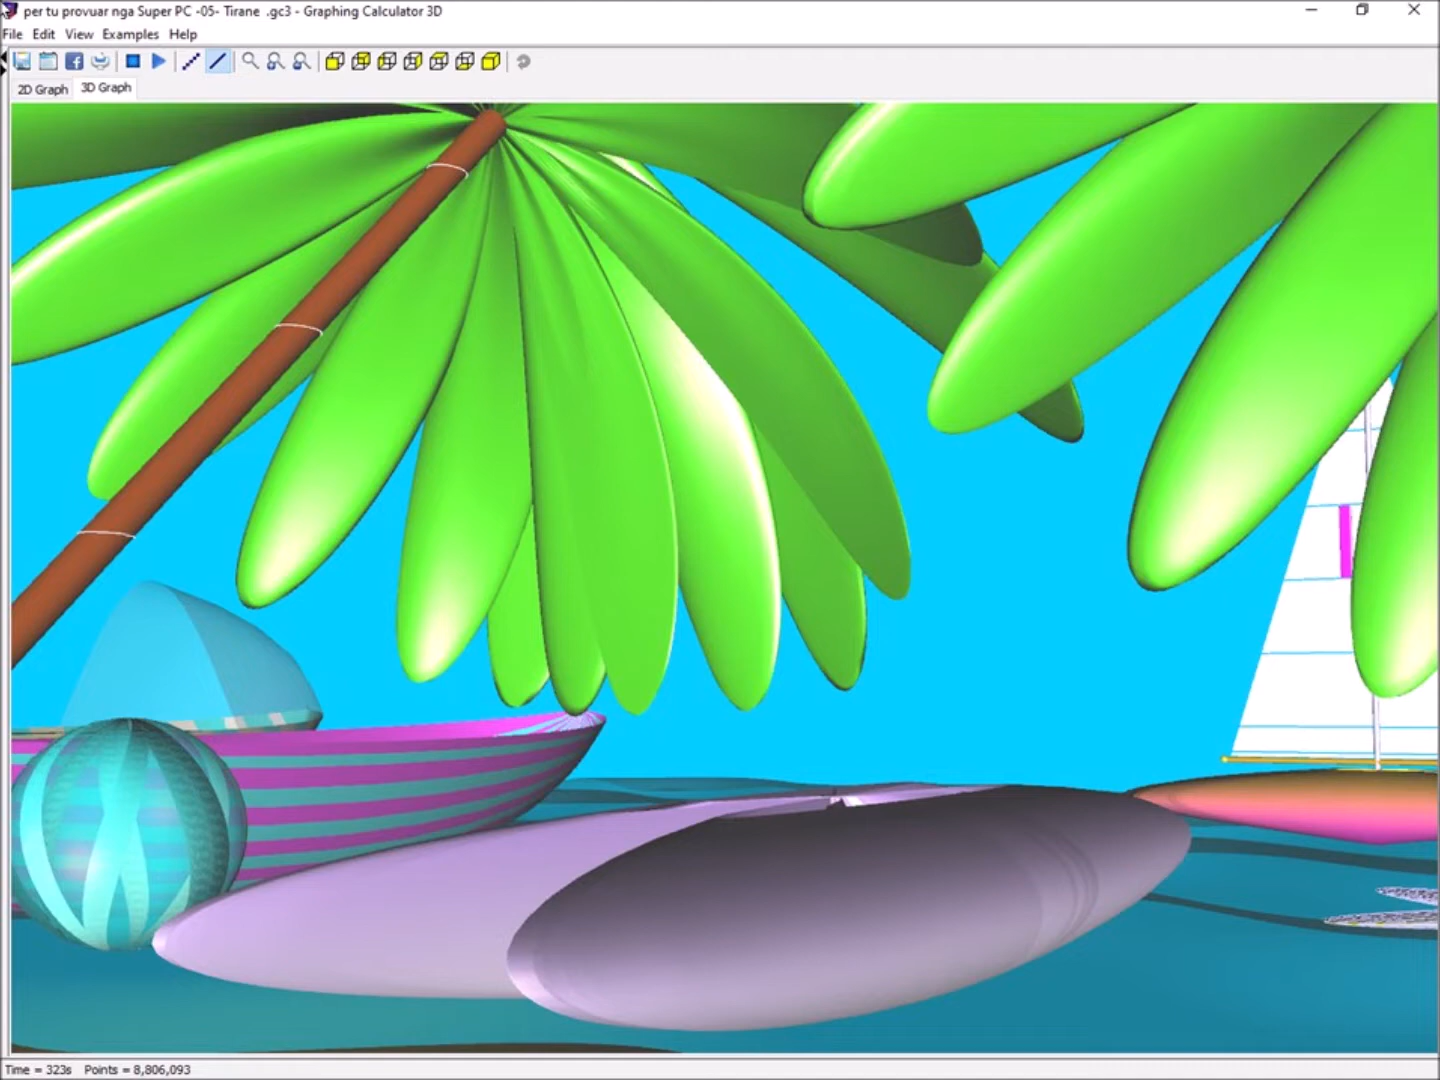 per tu provuar nga Super PC -05- Tirane .gc3 - Graphing Calculator 3D
File Edit View Examples Help
2D Graph 3D Graph
Time = 323s Points = 8,806,093